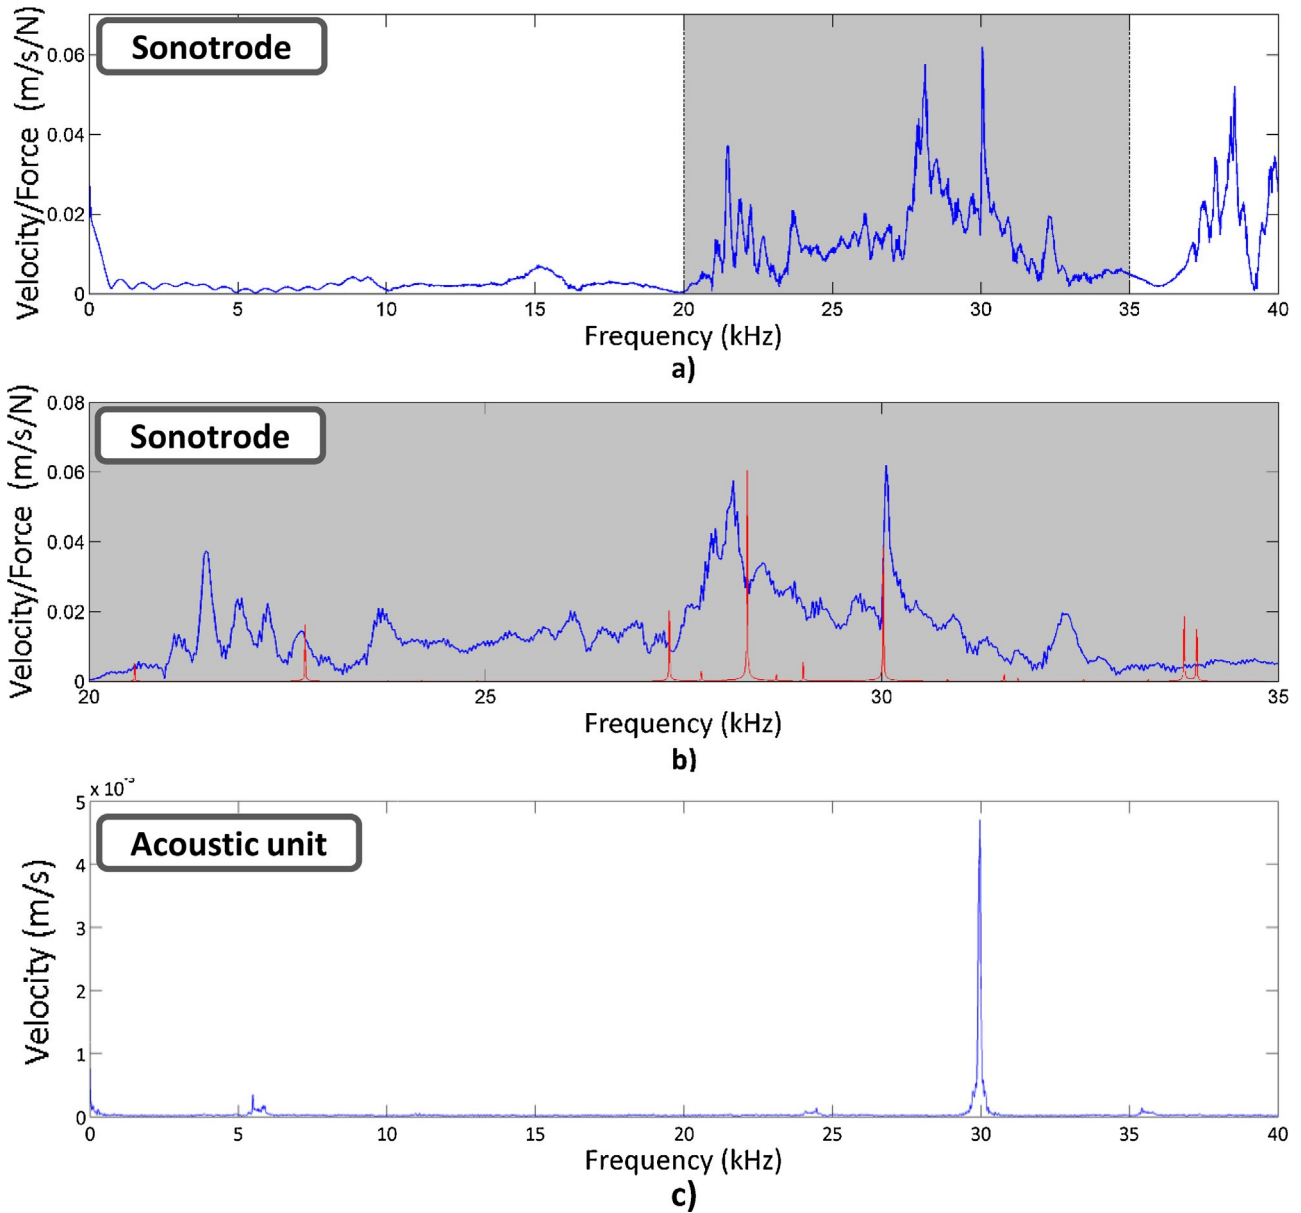 Sonotrode
Velocity/Force (m/s/N)
0.06
0.04
0.02
0
0 5 10 15 20 25 30 35 40
Frequency (kHz)
a)
Sonotrode
Velocity/Force (m/s/N)
0.08
0.06
0.04
0.02
0
20 25 30 35
Frequency (kHz)
b)
x 10
Acoustic unit
Velocity (m/s)
5
4
3
2
1
0
0 5 10 15 20 25 30 35 40
Frequency (kHz)
c)